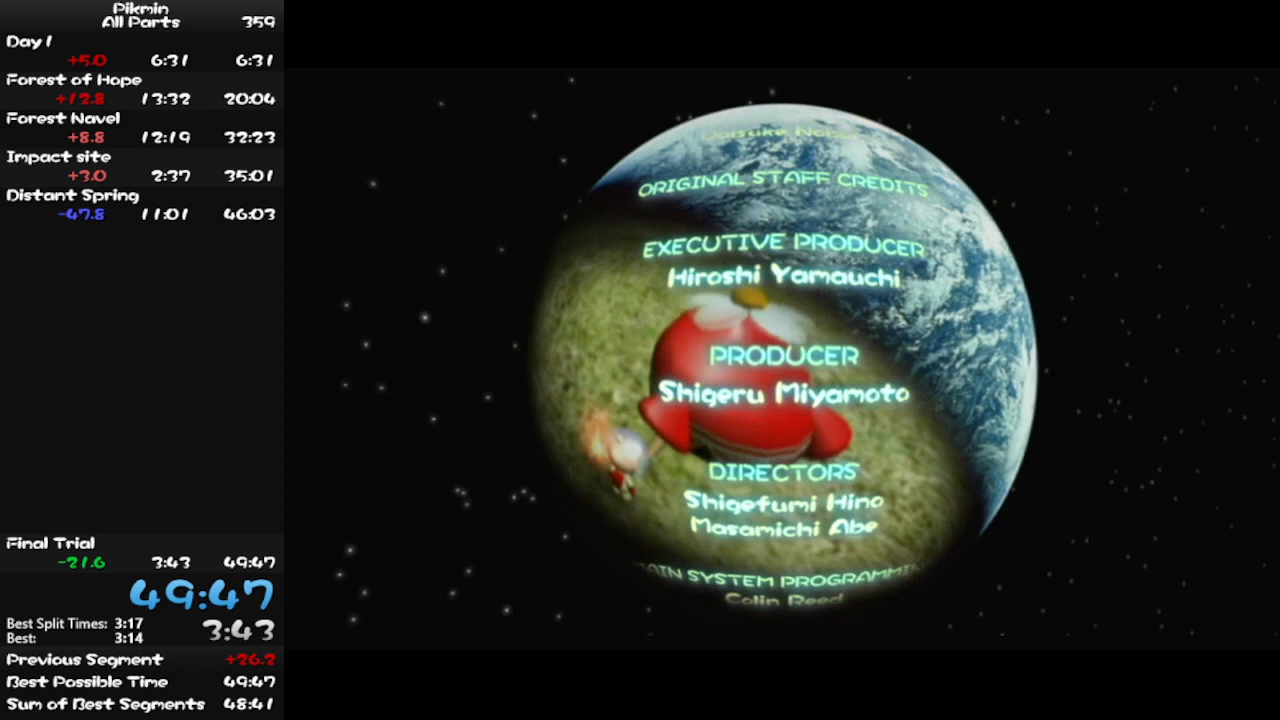 Pikmin
All Parts 359
Day 1
+5.0 6:31 6:31
Forest of Hope
+12.8 13:32 20:04
Forest Navel
+8.8 12:19 32:23
Impact site
+3.0 2:37 35:01
Distant Spring
-47.8 11:01 46:03
Final Trial
-21.6 3:43 49:47
49:47
Best Split Times: 3:17
Best: 3:14
3:43
Previous Segment +26.2
Best Possible Time 49:47
Sum of Best Segments 48:41
Daisuke
ORIGINAL STAFF CREDITS
EXECUTIVE PRODUCER
Hiroshi Yamauchi
PRODUCER
Shigeru Miyamoto
DIRECTORS
Shigefumi Hino
Masamichi Abe
MAIN SYSTEM PROGRAMMIN
Colin Reed